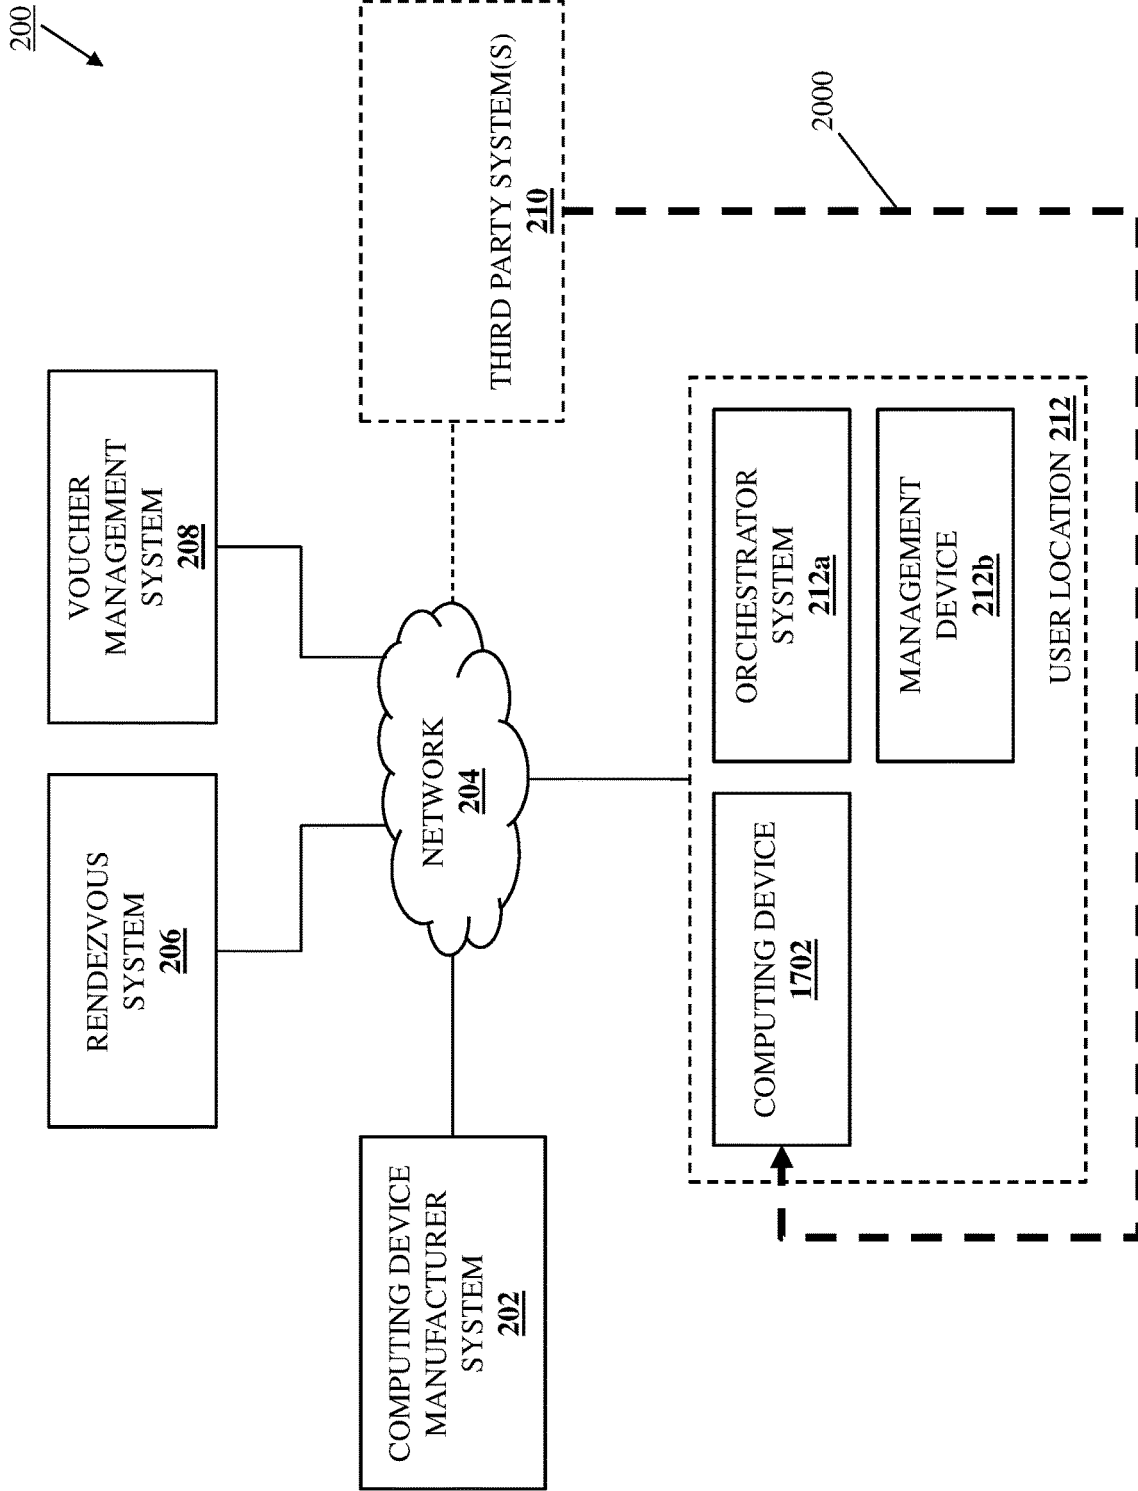 200
RENDEZVOUS
SYSTEM
206
VOUCHER
MANAGEMENT
SYSTEM
208
COMPUTING DEVICE
MANUFACTURER
SYSTEM
202
NETWORK
204
THIRD PARTY SYSTEM(S)
210
COMPUTING DEVICE
1702
ORCHESTRATOR
SYSTEM
212a
MANAGEMENT
DEVICE
212b
USER LOCATION 212
2000